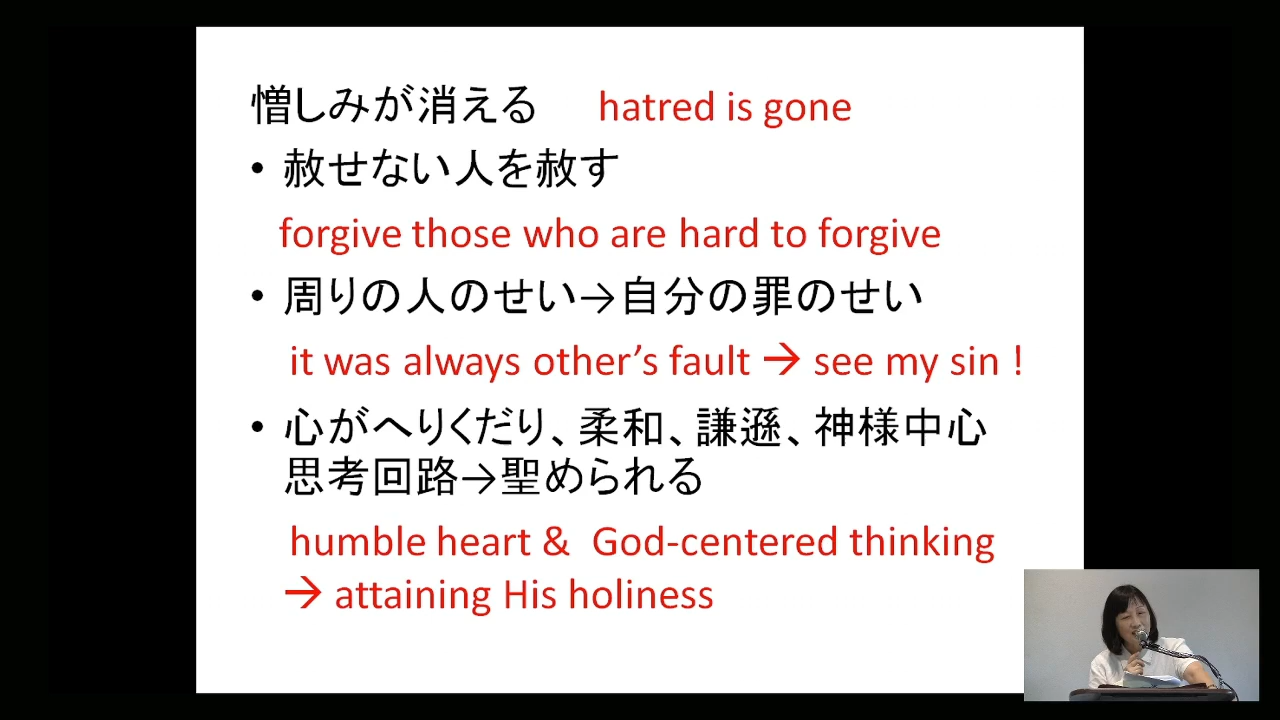 憎しみが消える hatred is gone
• 赦せない人を赦す
forgive those who are hard to forgive
• 周りの人のせい→自分の罪のせい
it was always other’s fault → see my sin !
• 心がへりくだり、柔和、謙遜、神様中心
思考回路→聖められる
humble heart & God-centered thinking
→ attaining His holiness